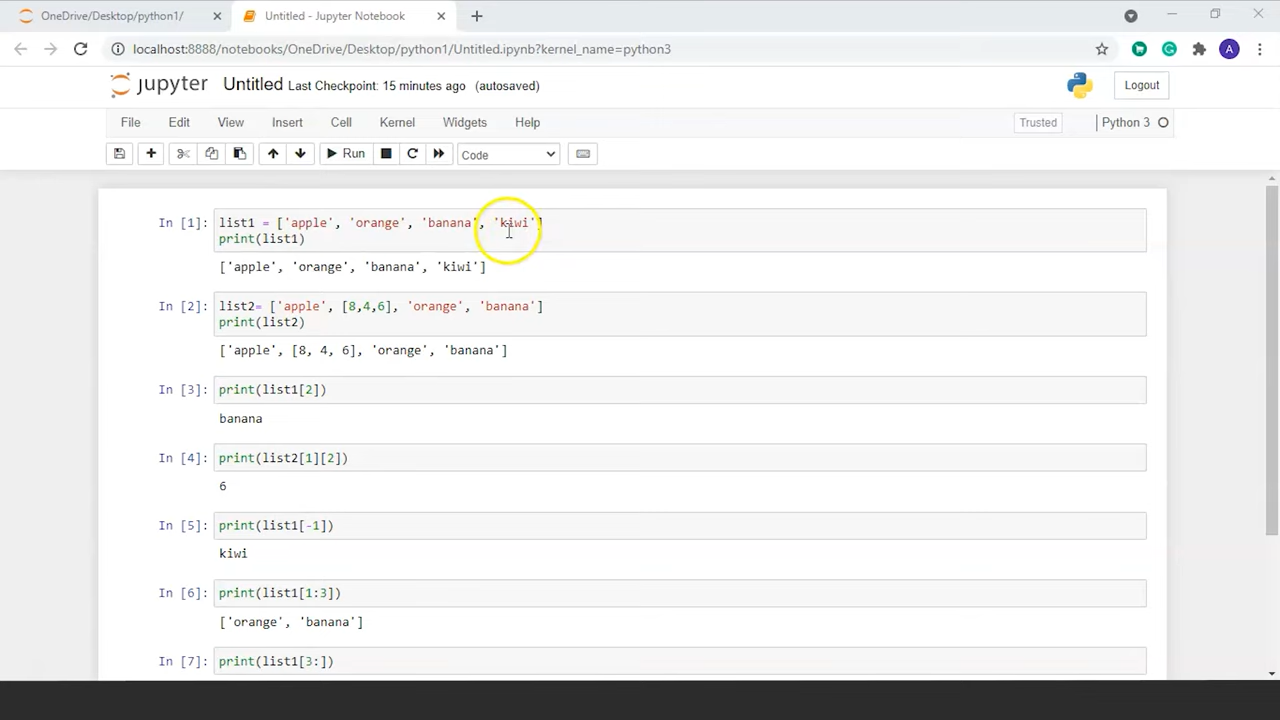 OneDrive/Desktop/python1/
Untitled - Jupyter Notebook
localhost:8888/notebooks/OneDrive/Desktop/python1/Untitled.ipynb?kernel_name=python3
A
jupyter Untitled Last Checkpoint: 15 minutes ago (autosaved)
Logout
File Edit View Insert Cell Kernel Widgets Help
Trusted
Python 3
Run
Code
In [1]: list1 = ['apple', 'orange', 'banana', 'kiwi']
print(list1)
['apple', 'orange', 'banana', 'kiwi']
In [2]: list2= ['apple', [8,4,6], 'orange', 'banana']
print(list2)
['apple', [8, 4, 6], 'orange', 'banana']
In [3]: print(list1[2])
banana
In [4]: print(list2[1][2])
6
In [5]: print(list1[-1])
kiwi
In [6]: print(list1[1:3])
['orange', 'banana']
In [7]: print(list1[3:])